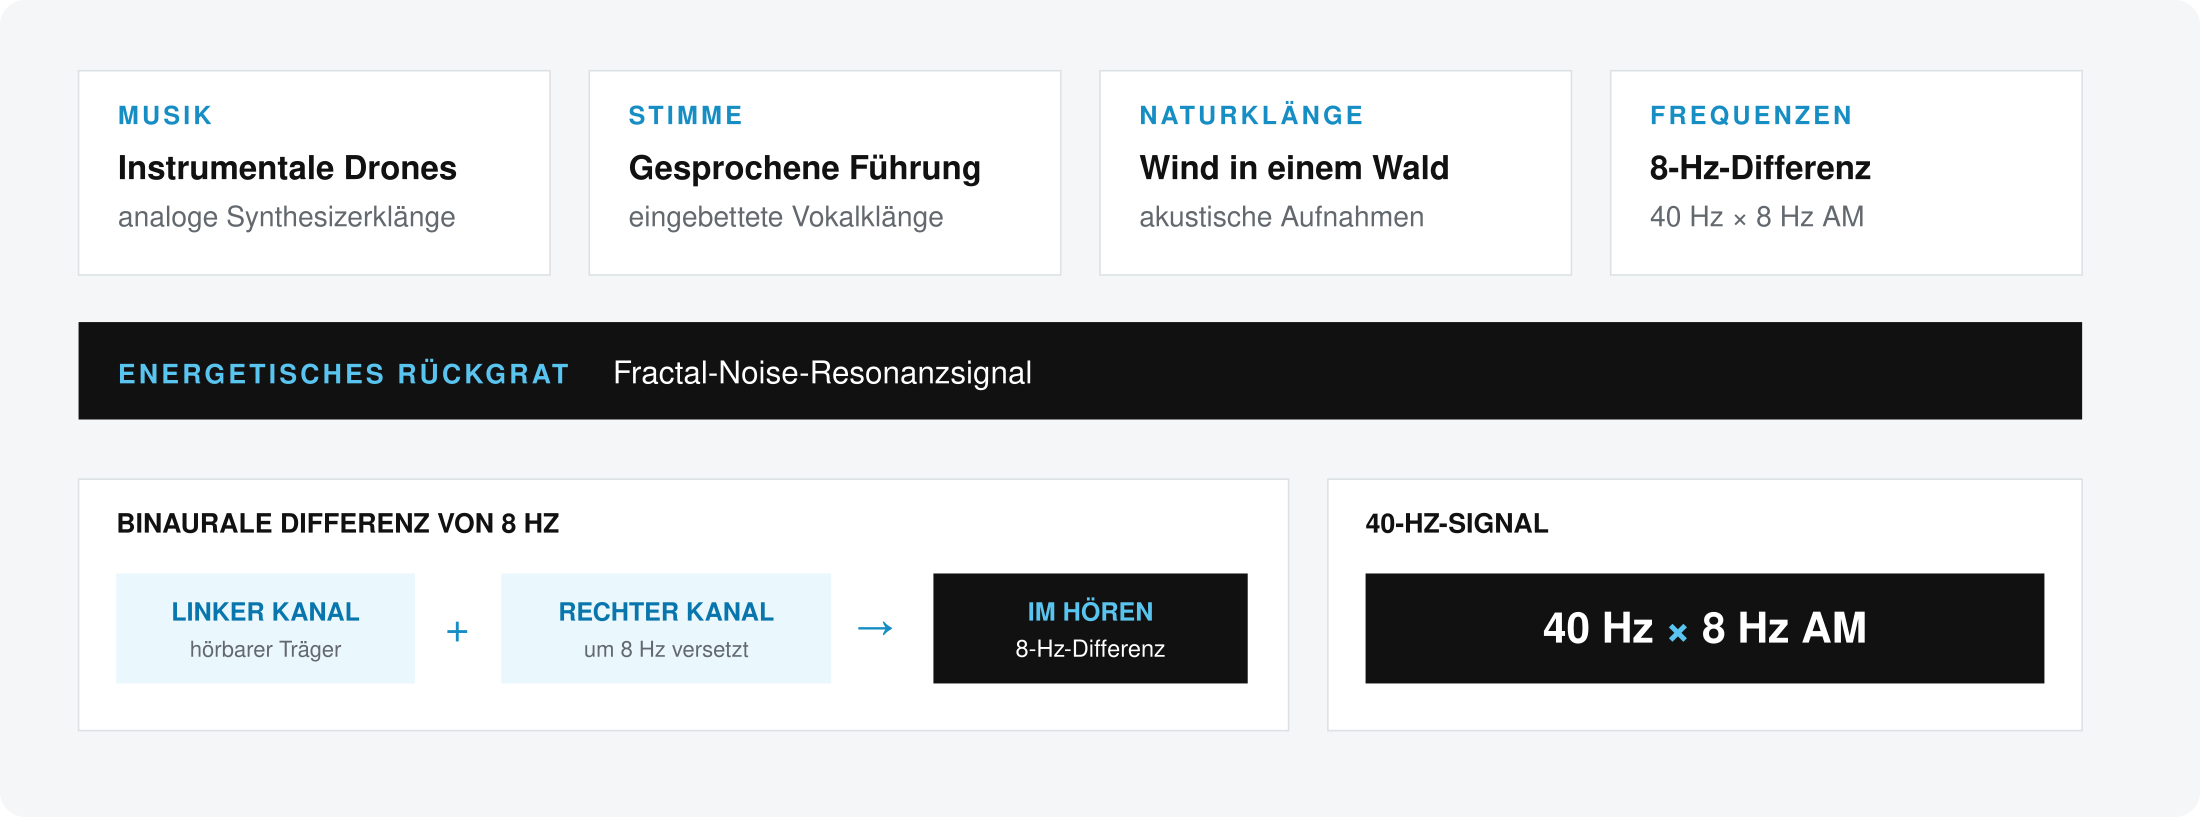 MUSIK
Instrumentale Drones
analoge Synthesizerklänge
STIMME
Gesprochene Führung
eingebettete Vokalklänge
NATURKLÄNGE
Wind in einem Wald
akustische Aufnahmen
FREQUENZEN
8-Hz-Differenz
40 Hz × 8 Hz AM
ENERGETISCHES RÜCKGRAT Fractal-Noise-Resonanzsignal
BINAURALE DIFFERENZ VON 8 HZ
LINKER KANAL
hörbarer Träger
+
RECHTER KANAL
um 8 Hz versetzt
→
IM HÖREN
8-Hz-Differenz
40-HZ-SIGNAL
40 Hz × 8 Hz AM